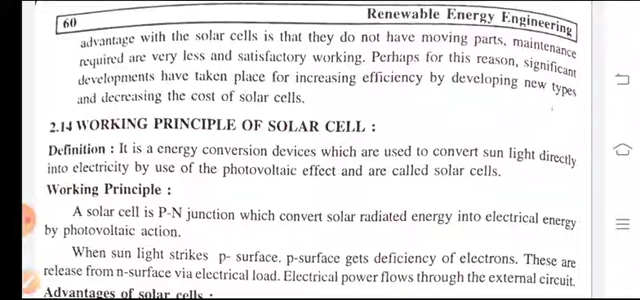 60
Renewable Energy Engineering
advantage with the solar cells is that they do not have moving parts, maintenance
required are very less and satisfactory working. Perhaps for this reason, significant
developments have taken place for increasing efficiency by developing new types
and decreasing the cost of solar cells.
2.14 WORKING PRINCIPLE OF SOLAR CELL :
Definition : It is a energy conversion devices which are used to convert sun light directly
into electricity by use of the photovoltaic effect and are called solar cells.
Working Principle :
A solar cell is P-N junction which convert solar radiated energy into electrical energy
by photovoltaic action.
When sun light strikes p- surface. p-surface gets deficiency of electrons. These are
release from n-surface via electrical load. Electrical power flows through the external circuit.
Advantages of solar cells :